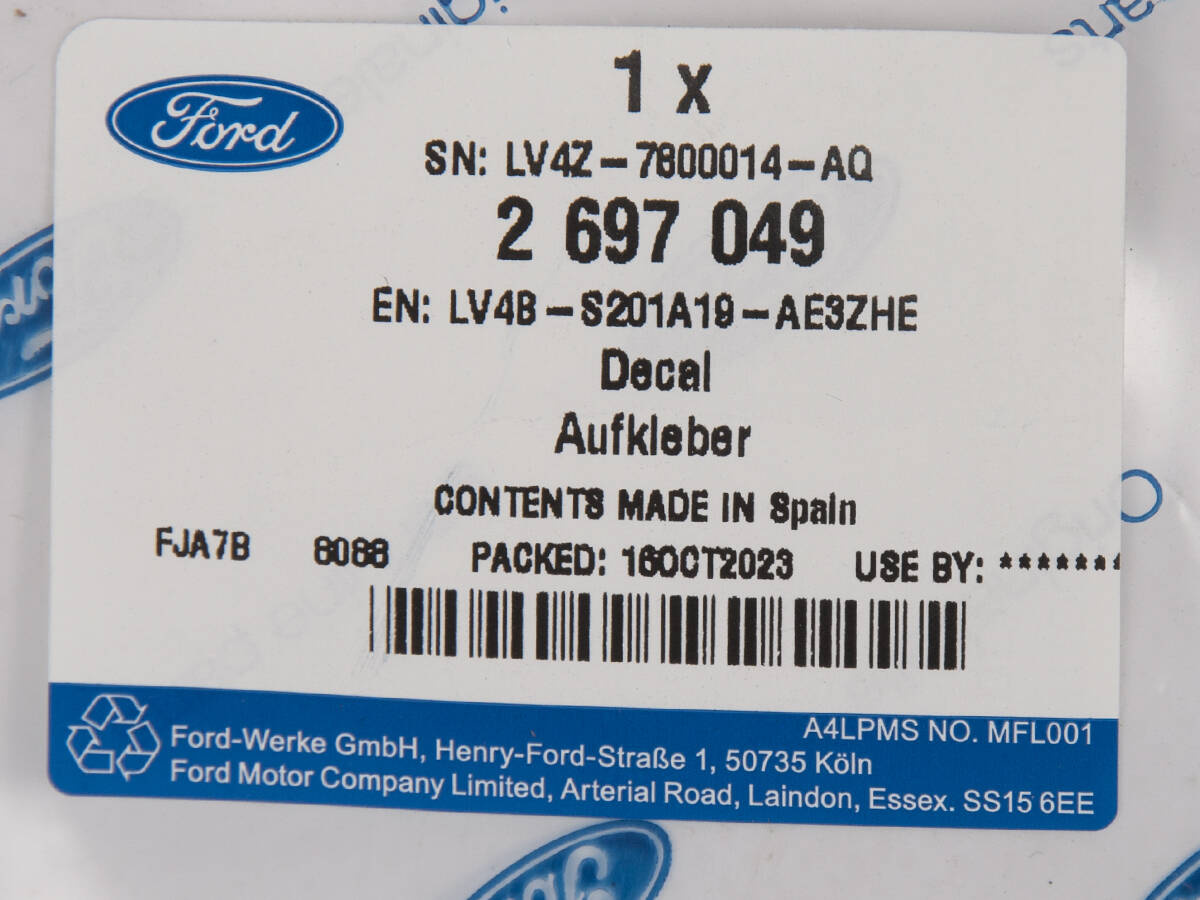 Ford
1 x
SN: LV4Z-7800014-AQ
2 697 049
EN: LV4B-S201A19-AE3ZHE
Decal
Aufkleber
CONTENTS MADE IN Spain
FJA7B 8088 PACKED: 16OCT2023 USE BY: *******
A4LPMS NO. MFL001
Ford-Werke GmbH, Henry-Ford-Straße 1, 50735 Köln
Ford Motor Company Limited, Arterial Road, Laindon, Essex. SS15 6EE